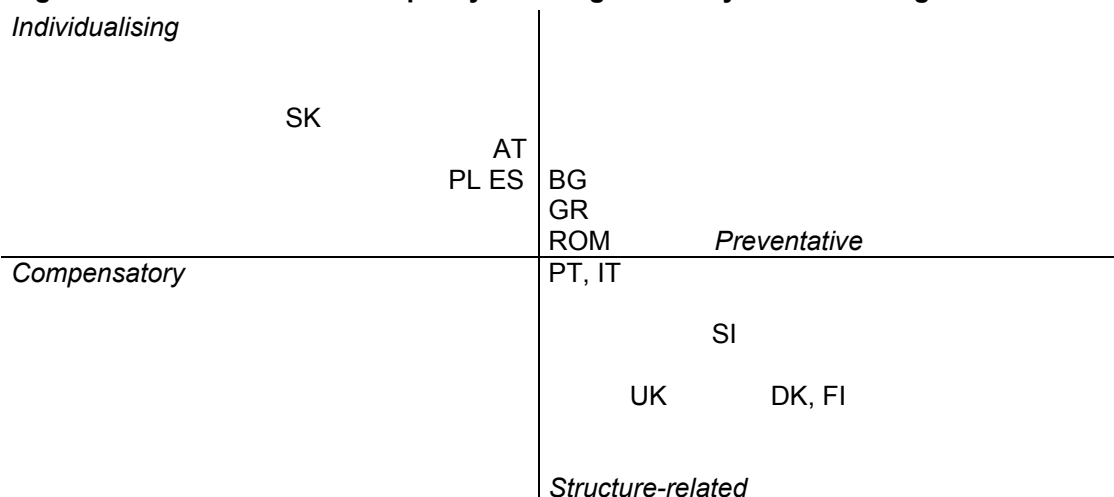 Individualising
SK
AT
PL ES BG
GR
ROM Preventative
Compensatory PT, IT
SI
UK DK, FI
Structure-related